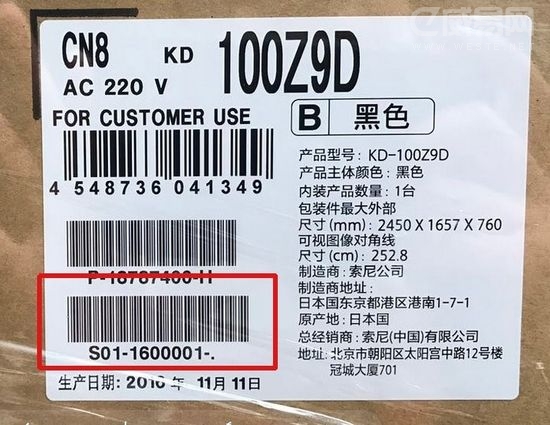 CN8 KD 100Z9D
AC 220 V
FOR CUSTOMER USE
B 黑色
4 548736 041349
产品型号: KD-100Z9D
产品主体颜色: 黑色
内装产品数量: 1台
包装件最大外部
尺寸(mm): 2450 X 1657 X 760
可视图像对角线
尺寸(cm): 252.8
制造商: 索尼公司
制造商地址:
日本国东京都港区港南1-7-1
原产地: 日本国
总经销商: 索尼(中国)有限公司
地址: 北京市朝阳区太阳宫中路12号楼
冠城大厦701
P-18787400-H
S01-1600001-.
生产日期: 2016 年 11月 11日